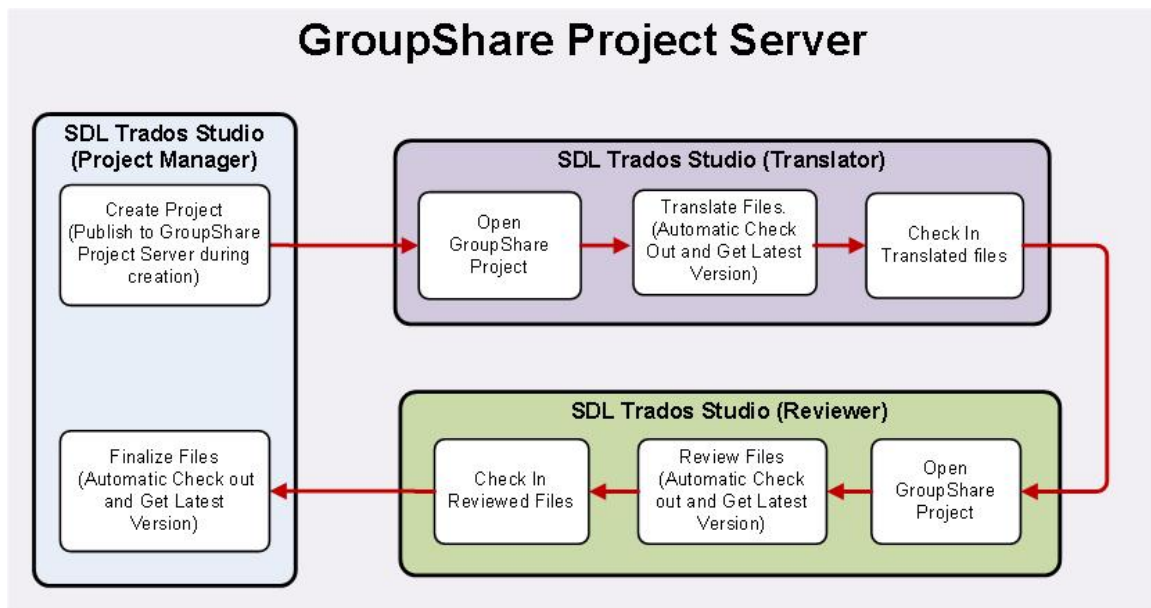 GroupShare Project Server
SDL Trados Studio
(Project Manager)
Create Project
(Publish to GroupShare
Project Server during
creation)
SDL Trados Studio (Translator)
Open
GroupShare
Project
Translate Files.
(Automatic Check
Out and Get Latest
Version)
Check In
Translated files
SDL Trados Studio (Reviewer)
Open
GroupShare
Project
Review Files
(Automatic Check
out and Get Latest
Version)
Check In
Reviewed Files
Finalize Files
(Automatic Check out
and Get Latest
Version)